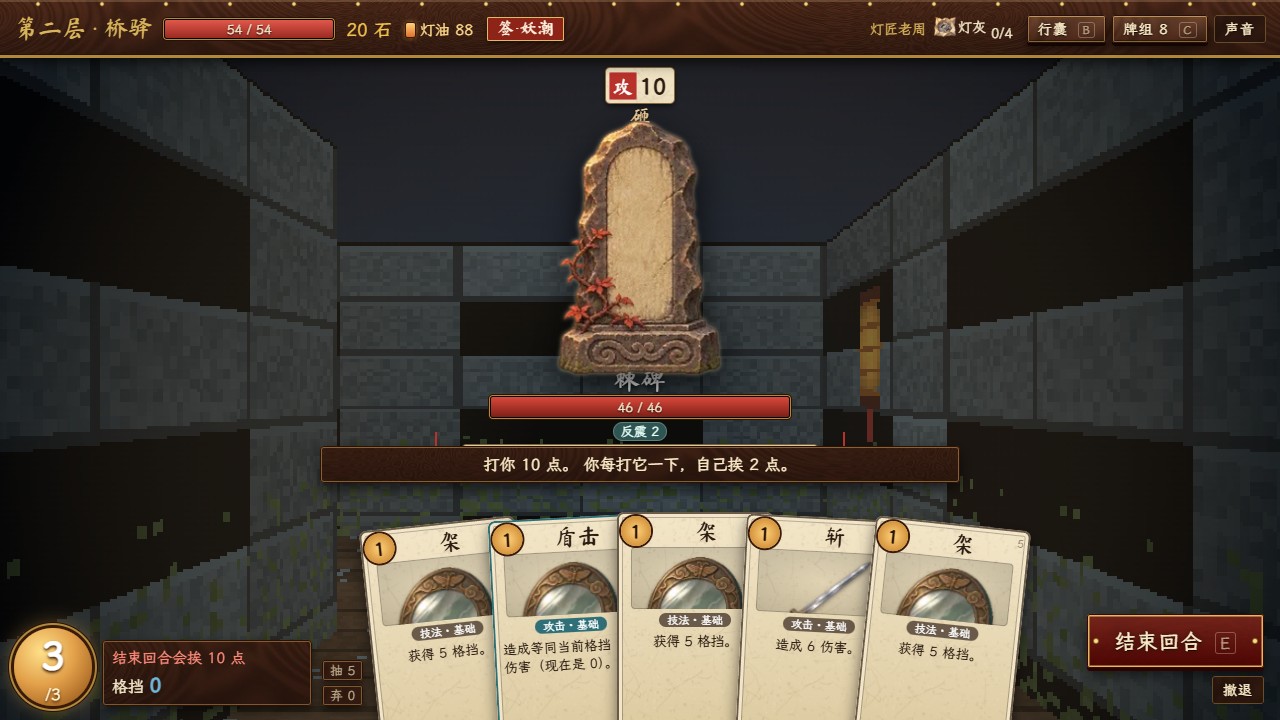 第二层 · 桥驿
54 / 54
20 石
灯油 88
签·妖潮
灯匠老周
灯灰 0/4
行囊 B
牌组 8 C
声音
攻 10
砸
棘碑
46 / 46
反震 2
打你 10 点。 你每打它一下，自己挨 2 点。
1 架
技法·基础
获得 5 格挡。
1 盾击
攻击·基础
造成等同当前格挡
伤害（现在是 0）。
1 架
技法·基础
获得 5 格挡。
1 斩
攻击·基础
造成 6 伤害。
1 架 5
技法·基础
获得 5 格挡。
3
/3
结束回合会挨 10 点
格挡 0
抽 5
弃 0
结束回合 E
撤退